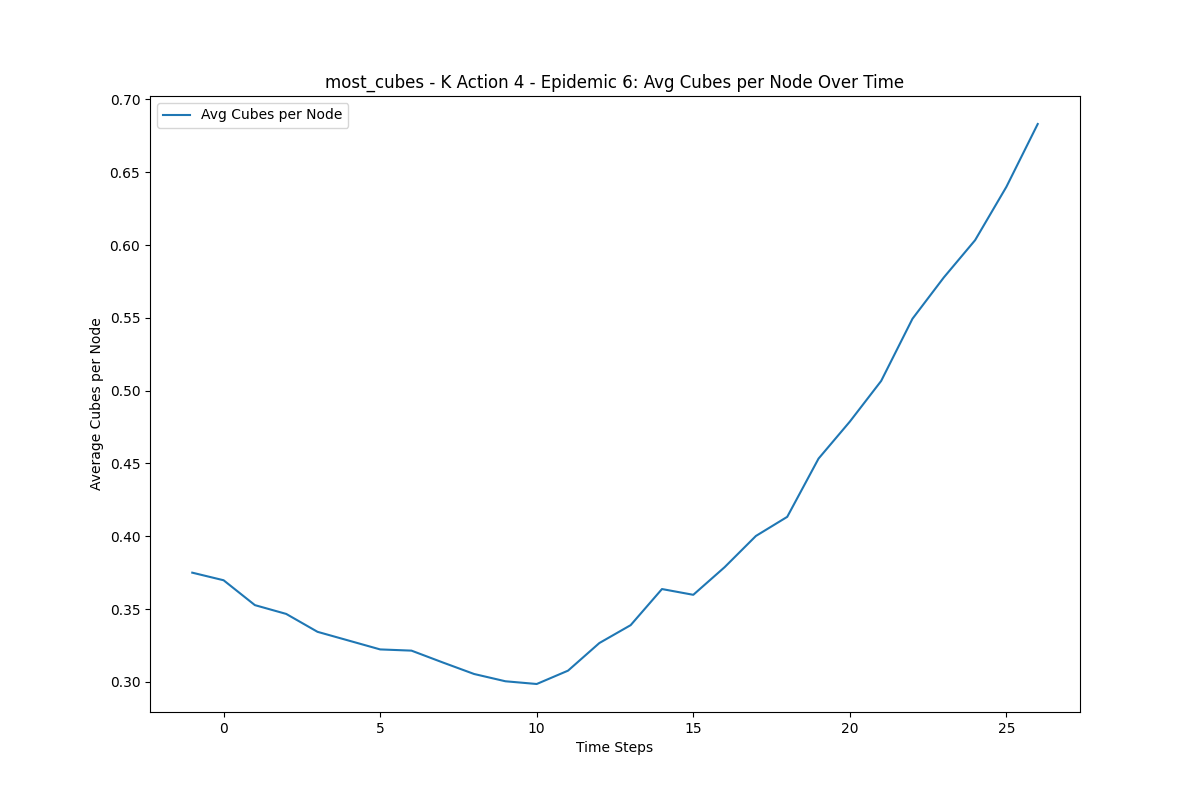 most_cubes - K Action 4 - Epidemic 6: Avg Cubes per Node Over Time
Avg Cubes per Node
Average Cubes per Node
0.70
0.65
0.60
0.55
0.50
0.45
0.40
0.35
0.30
0 5 10 15 20 25
Time Steps